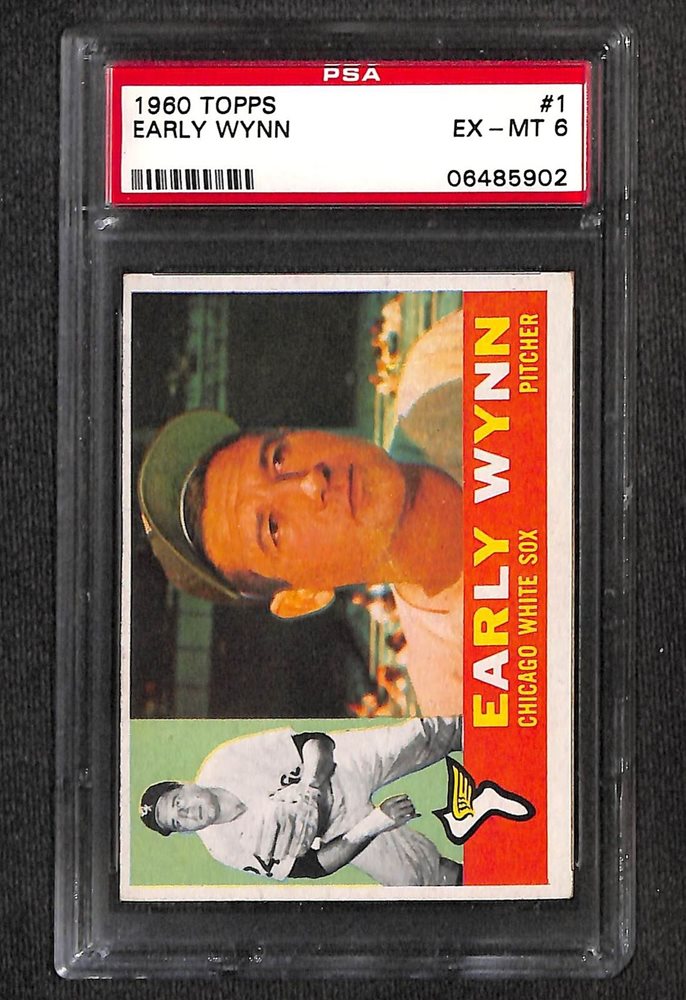 PSA
1960 TOPPS #1
EARLY WYNN EX - MT 6
06485902
EARLY WYNN
CHICAGO WHITE SOX PITCHER